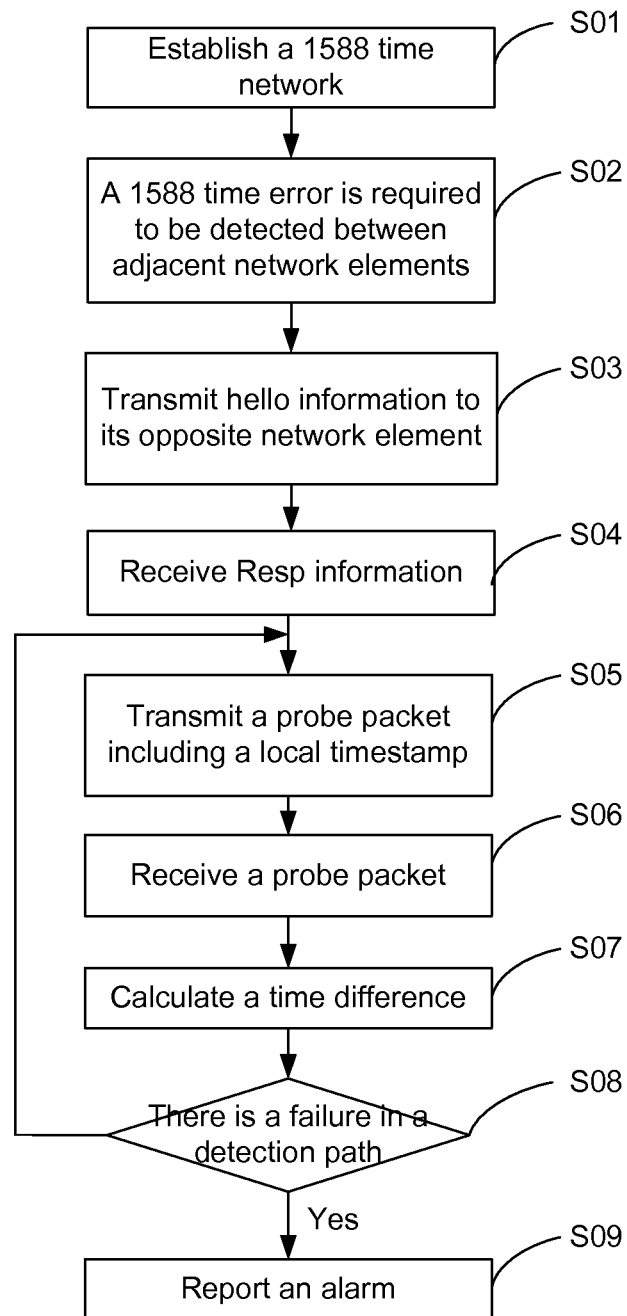 S01
Establish a 1588 time
network
S02
A 1588 time error is required
to be detected between
adjacent network elements
S03
Transmit hello information to
its opposite network element
S04
Receive Resp information
S05
Transmit a probe packet
including a local timestamp
S06
Receive a probe packet
S07
Calculate a time difference
S08
There is a failure in a
detection path
Yes
S09
Report an alarm